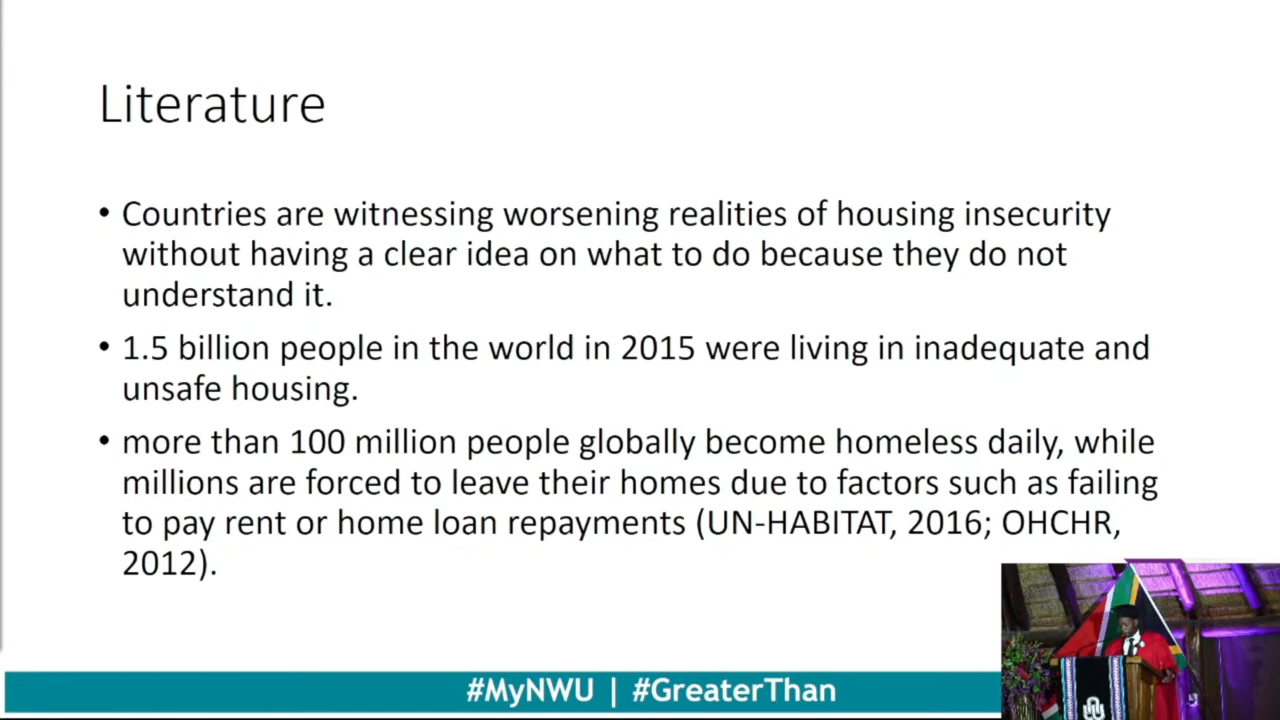 Literature
• Countries are witnessing worsening realities of housing insecurity
without having a clear idea on what to do because they do not
understand it.
• 1.5 billion people in the world in 2015 were living in inadequate and
unsafe housing.
• more than 100 million people globally become homeless daily, while
millions are forced to leave their homes due to factors such as failing
to pay rent or home loan repayments (UN-HABITAT, 2016; OHCHR,
2012).
#MyNWU | #GreaterThan